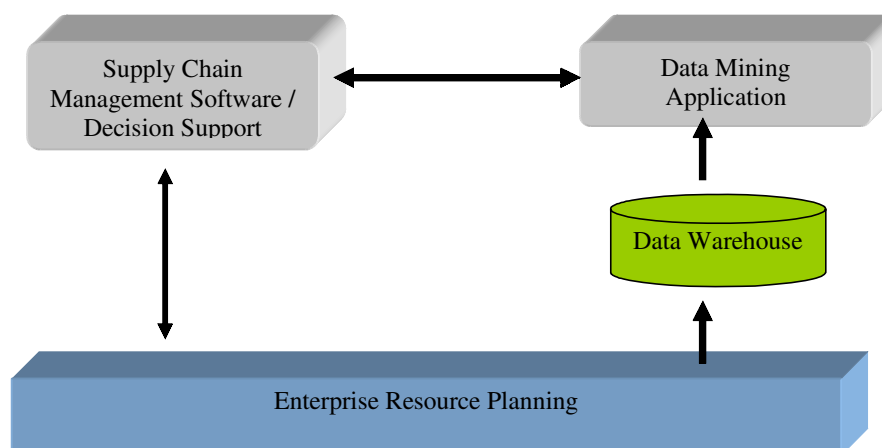 Supply Chain
Management Software /
Decision Support
Data Mining
Application
Data Warehouse
Enterprise Resource Planning